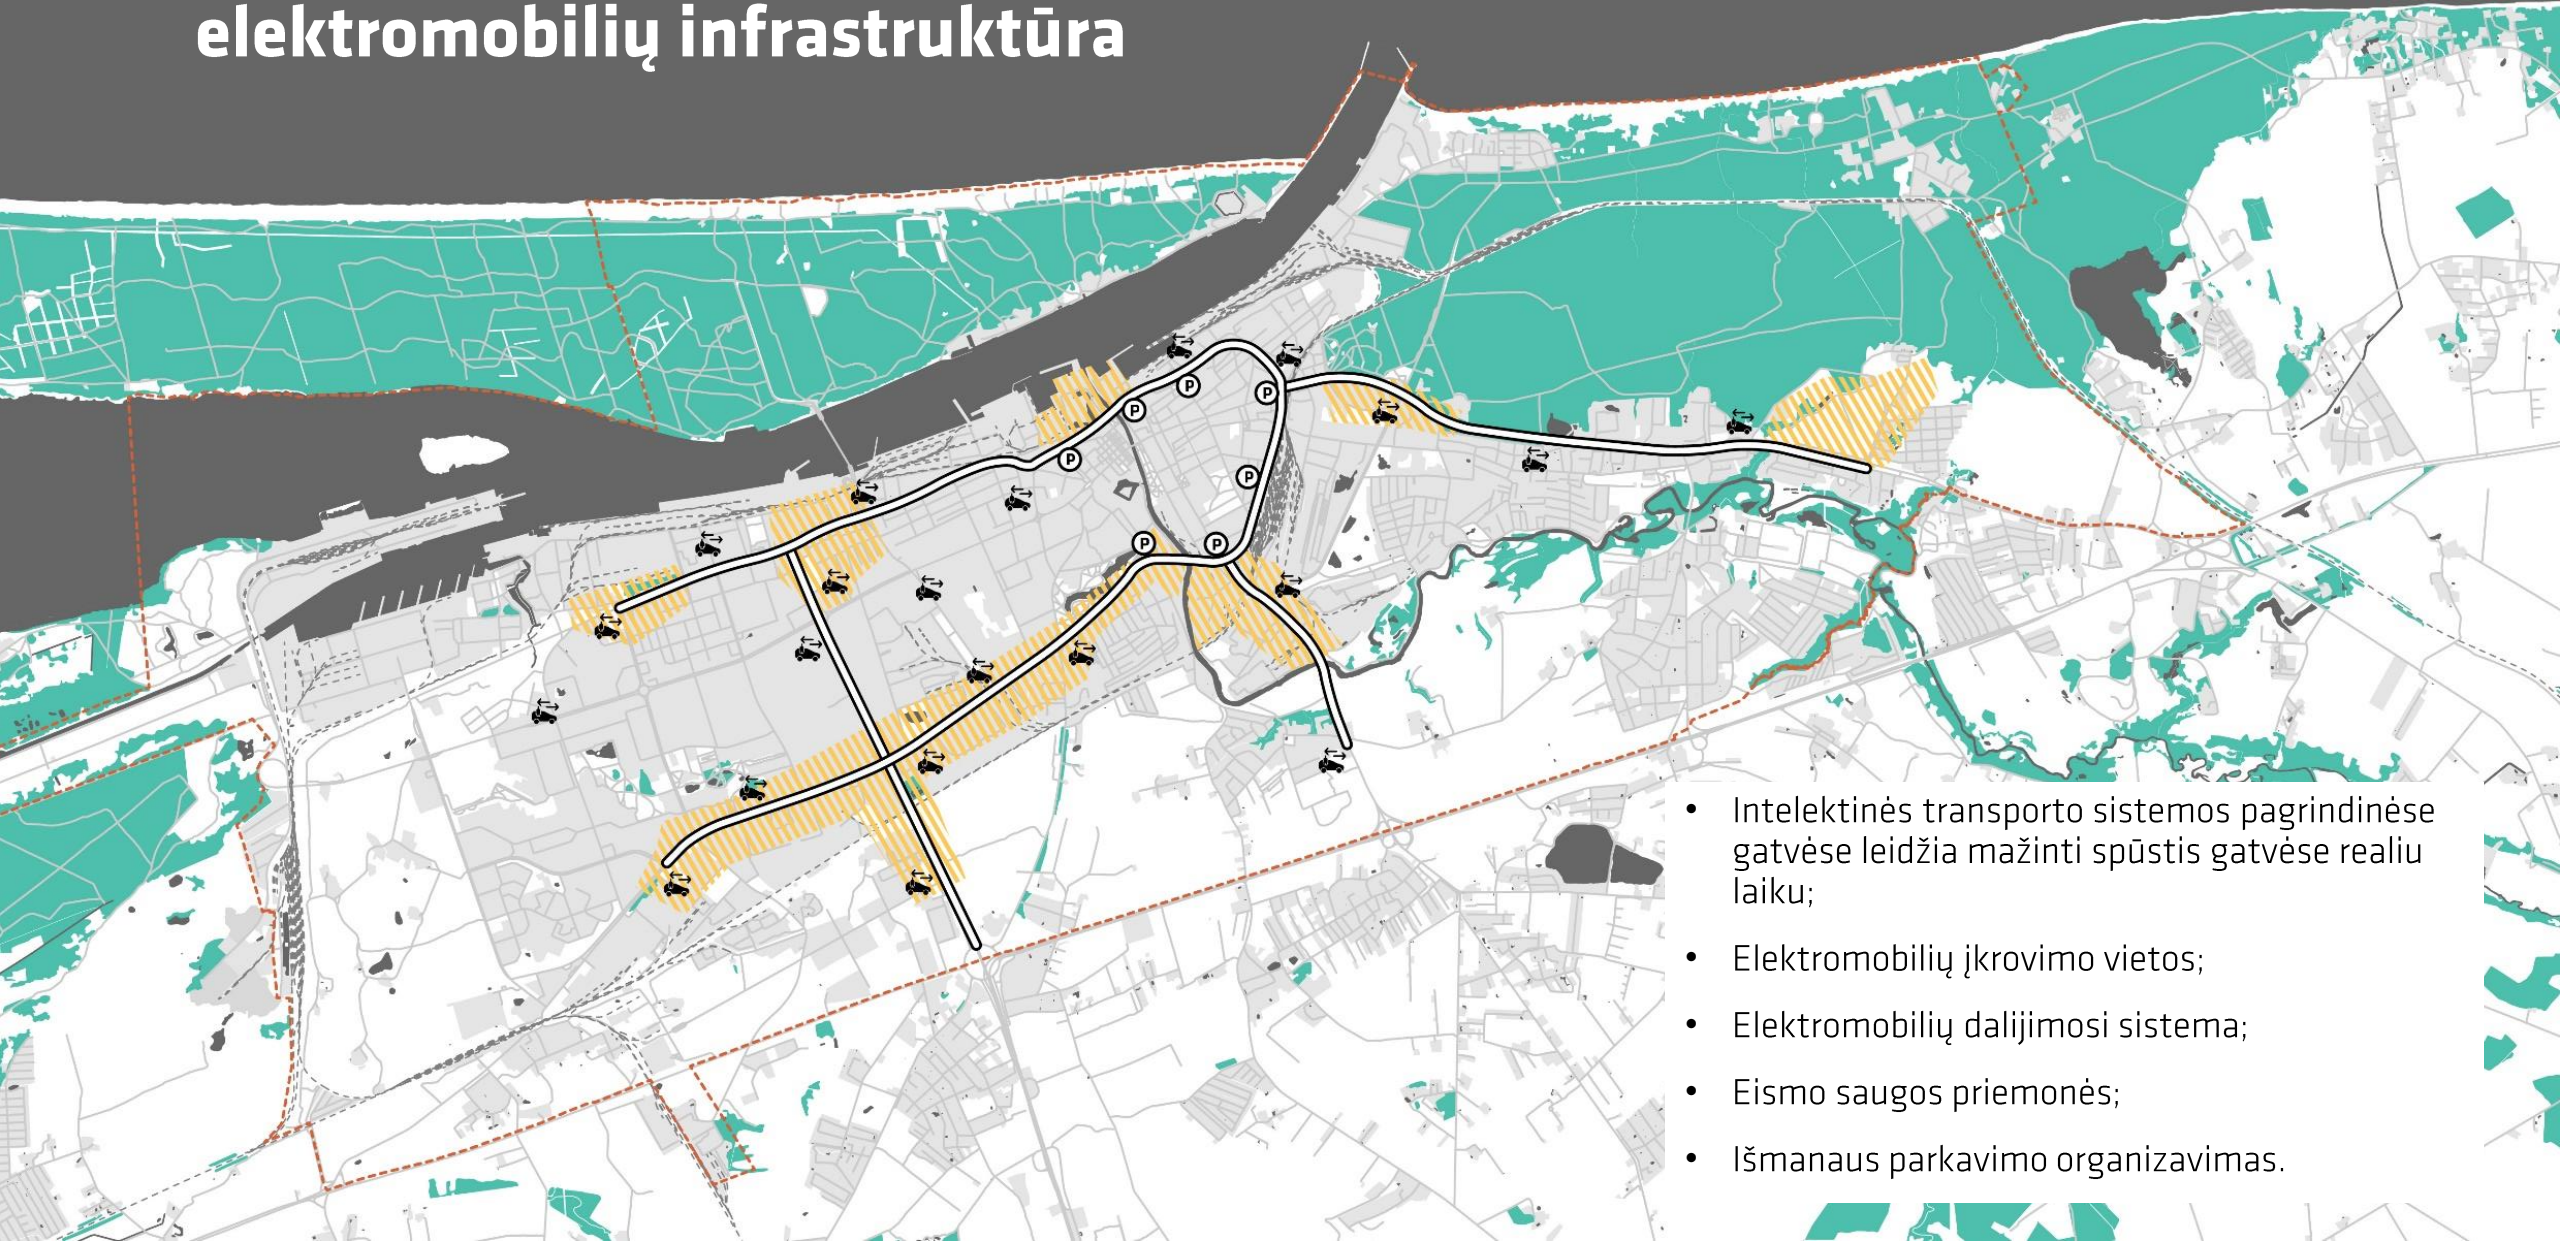 elektromobilių infrastruktūra
P
P
P
P
P
P
P
• Intelektinės transporto sistemos pagrindinėse
gatvėse leidžia mažinti spūstis gatvėse realiu
laiku;
• Elektromobilių įkrovimo vietos;
• Elektromobilių dalijimosi sistema;
• Eismo saugos priemonės;
• Išmanaus parkavimo organizavimas.